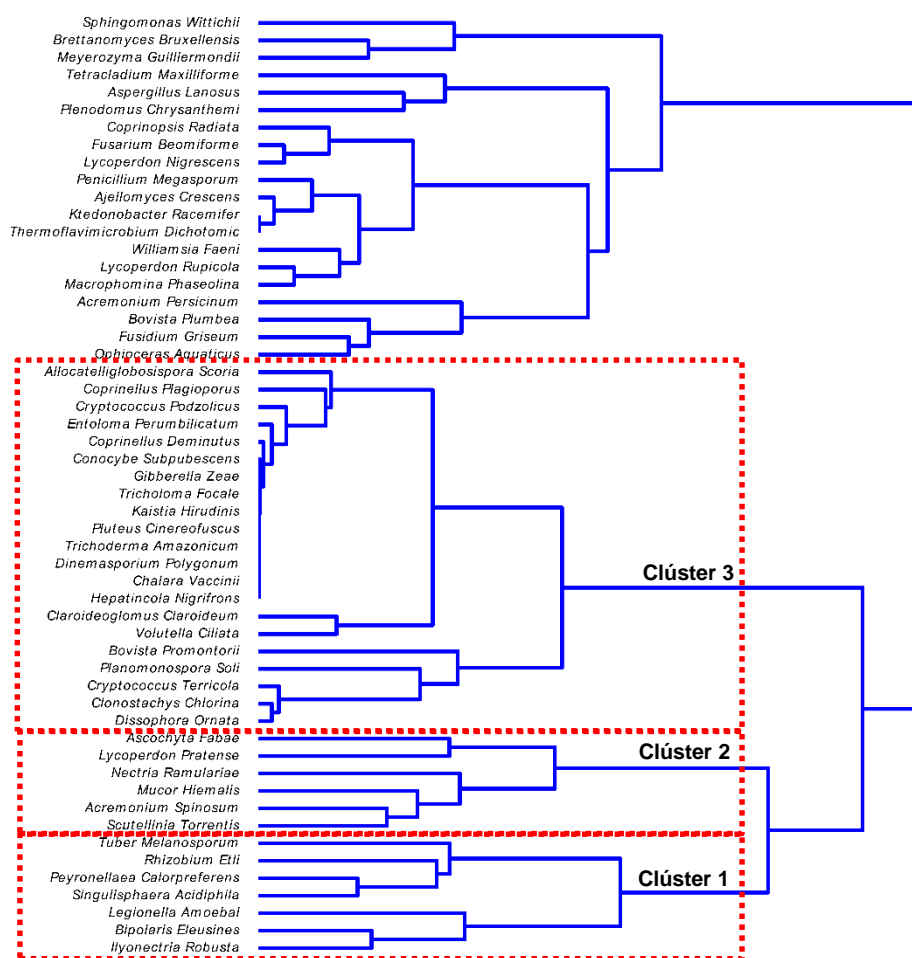 Sphingomonas Wittichii
Brettanomyces Bruxellensis
Meyerozyma Guilliermondii
Tetracladium Maxilliforme
Aspergillus Lanosus
Plenodomus Chrysanthemi
Coprinopsis Radiata
Fusarium Beomiforme
Lycoperdon Nigrescens
Penicillium Megasporum
Ajellomyces Crescens
Ktedonobacter Racemifer
Thermoflavimicrobium Dichotomic
Williamsia Faeni
Lycoperdon Rupicola
Macrophomina Phaseolina
Acremonium Persicinum
Bovista Plumbea
Fusidium Griseum
Ophioceras Aquaticus
Allocatelliglobosispora Scoria
Coprinellus Plagioporus
Cryptococcus Podzolicus
Entoloma Perumbilicatum
Coprinellus Deminutus
Conocybe Subpubescens
Gibberella Zeae
Tricholoma Focale
Kaistia Hirudinis
Pluteus Cinereofuscus
Trichoderma Amazonicum
Dinemasporium Polygonum
Clúster 3
Chalara Vaccinii
Hepatincola Nigrifrons
Claroideoglomus Claroideum
Volutella Ciliata
Bovista Promontorii
Planomonospora Soli
Cryptococcus Terricola
Clonostachys Chlorina
Dissophora Ornata
Ascochyta Fabae
Clúster 2
Lycoperdon Pratense
Nectria Ramulariae
Mucor Hiemalis
Acremonium Spinosum
Scutellinia Torrentis
Tuber Melanosporum
Rhizobium Etli
Peyronellaea Calorpreferens
Clúster 1
Singulisphaera Acidiphila
Legionella Amoebal
Bipolaris Eleusines
Ilyonectria Robusta